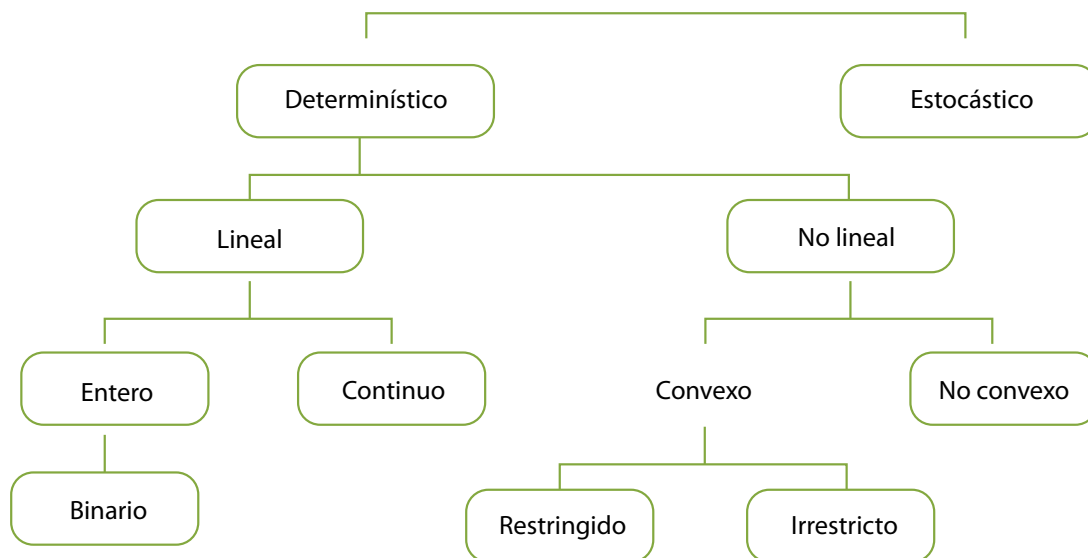 Determinístico
Estocástico
Lineal
No lineal
Entero
Continuo
Convexo
No convexo
Binario
Restringido
Irrestricto